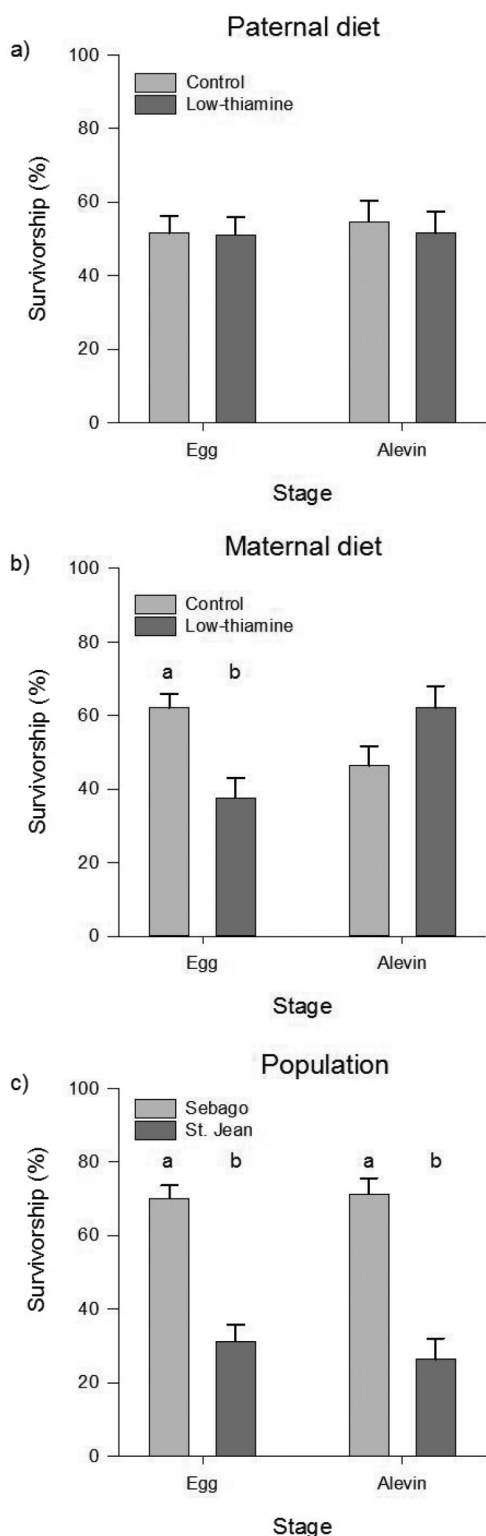 a)
Paternal diet
100
80
60
40
20
0
Survivorship (%)
Control
Low-thiamine
Egg
Alevin
Stage
b)
Maternal diet
100
80
60
40
20
0
Survivorship (%)
Control
Low-thiamine
a
b
Egg
Alevin
Stage
c)
Population
100
80
60
40
20
0
Survivorship (%)
Sebago
St. Jean
a
b
a
b
Egg
Alevin
Stage